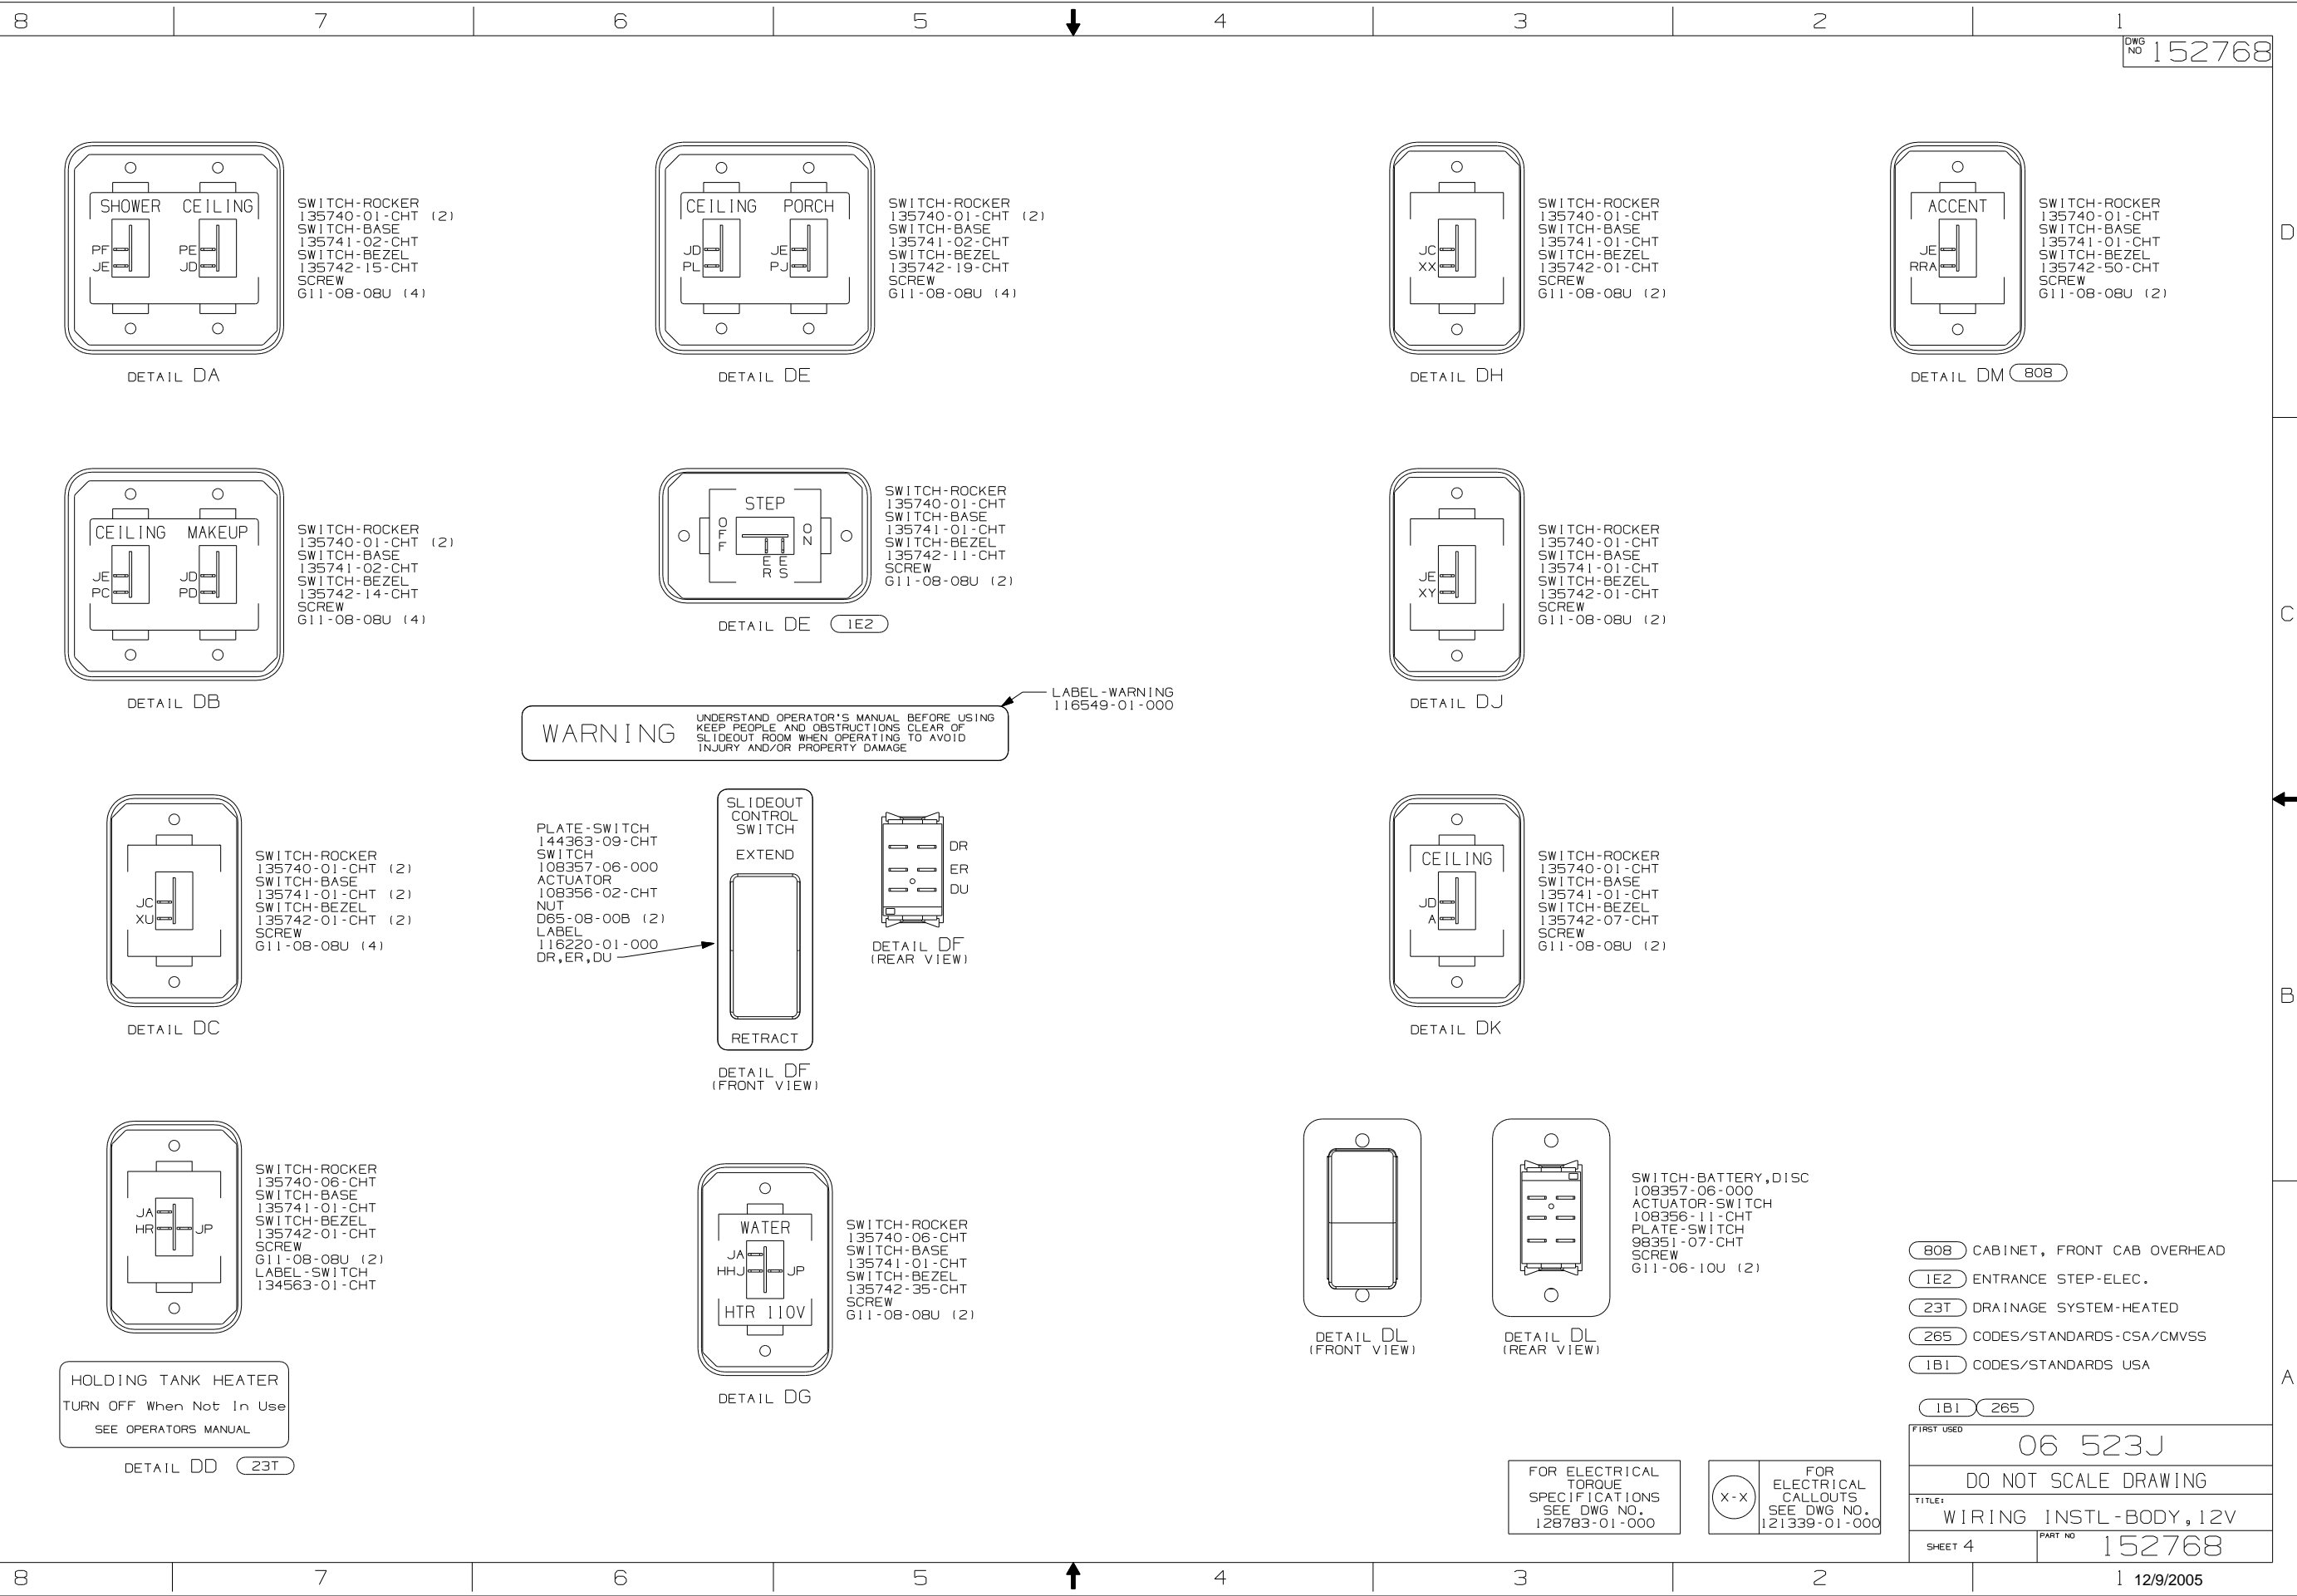 8 7 6 5 4 3 2 1
DWG NO 152768
SHOWER CEILING
PF PE
JE JD
SWITCH-ROCKER
135740-01-CHT (2)
SWITCH-BASE
135741-02-CHT
SWITCH-BEZEL
135742-15-CHT
SCREW
G11-08-08U (4)
DETAIL DA
CEILING PORCH
JD JE
PL PJ
SWITCH-ROCKER
135740-01-CHT (2)
SWITCH-BASE
135741-02-CHT
SWITCH-BEZEL
135742-19-CHT
SCREW
G11-08-08U (4)
DETAIL DE
JC
XX
SWITCH-ROCKER
135740-01-CHT
SWITCH-BASE
135741-01-CHT
SWITCH-BEZEL
135742-01-CHT
SCREW
G11-08-08U (2)
DETAIL DH
ACCENT
JE
RRA
SWITCH-ROCKER
135740-01-CHT
SWITCH-BASE
135741-01-CHT
SWITCH-BEZEL
135742-50-CHT
SCREW
G11-08-08U (2)
DETAIL DM 808
D
CEILING MAKEUP
JE JD
PC PD
SWITCH-ROCKER
135740-01-CHT (2)
SWITCH-BASE
135741-02-CHT
SWITCH-BEZEL
135742-14-CHT
SCREW
G11-08-08U (4)
DETAIL DB
STEP
OFF ON
ER ES
SWITCH-ROCKER
135740-01-CHT
SWITCH-BASE
135741-01-CHT
SWITCH-BEZEL
135742-11-CHT
SCREW
G11-08-08U (2)
DETAIL DE 1E2
JE
XY
SWITCH-ROCKER
135740-01-CHT
SWITCH-BASE
135741-01-CHT
SWITCH-BEZEL
135742-01-CHT
SCREW
G11-08-08U (2)
DETAIL DJ
C
LABEL-WARNING
116549-01-000
WARNING
UNDERSTAND OPERATOR'S MANUAL BEFORE USING
KEEP PEOPLE AND OBSTRUCTIONS CLEAR OF
SLIDEOUT ROOM WHEN OPERATING TO AVOID
INJURY AND/OR PROPERTY DAMAGE
JC
XU
SWITCH-ROCKER
135740-01-CHT (2)
SWITCH-BASE
135741-01-CHT (2)
SWITCH-BEZEL
135742-01-CHT (2)
SCREW
G11-08-08U (4)
DETAIL DC
PLATE-SWITCH
144363-09-CHT
SWITCH
108357-06-000
ACTUATOR
108356-02-CHT
NUT
D65-08-00B (2)
LABEL
116220-01-000
DR,ER,DU
SLIDEOUT
CONTROL
SWITCH
EXTEND
RETRACT
DETAIL DF
(FRONT VIEW)
DR
ER
DU
DETAIL DF
(REAR VIEW)
CEILING
JD
A
SWITCH-ROCKER
135740-01-CHT
SWITCH-BASE
135741-01-CHT
SWITCH-BEZEL
135742-07-CHT
SCREW
G11-08-08U (2)
DETAIL DK
B
JA
HR JP
SWITCH-ROCKER
135740-06-CHT
SWITCH-BASE
135741-01-CHT
SWITCH-BEZEL
135742-01-CHT
SCREW
G11-08-08U (2)
LABEL-SWITCH
134563-01-CHT
HOLDING TANK HEATER
TURN OFF When Not In Use
SEE OPERATORS MANUAL
DETAIL DD 23T
WATER
JA
HHJ JP
HTR 110V
SWITCH-ROCKER
135740-06-CHT
SWITCH-BASE
135741-01-CHT
SWITCH-BEZEL
135742-35-CHT
SCREW
G11-08-08U (2)
DETAIL DG
DETAIL DL
(FRONT VIEW)
DETAIL DL
(REAR VIEW)
SWITCH-BATTERY,DISC
108357-06-000
ACTUATOR-SWITCH
108356-11-CHT
PLATE-SWITCH
98351-07-CHT
SCREW
G11-06-10U (2)
808 CABINET, FRONT CAB OVERHEAD
1E2 ENTRANCE STEP-ELEC.
23T DRAINAGE SYSTEM-HEATED
265 CODES/STANDARDS-CSA/CMVSS
1B1 CODES/STANDARDS USA
A
1B1 265
FOR ELECTRICAL
TORQUE
SPECIFICATIONS
SEE DWG NO.
128783-01-000
X-X
FOR
ELECTRICAL
CALLOUTS
SEE DWG NO.
121339-01-000
FIRST USED
06 523J
DO NOT SCALE DRAWING
TITLE:
WIRING INSTL-BODY,12V
SHEET 4
PART NO 152768
8 7 6 5 4 3 2 1
12/9/2005